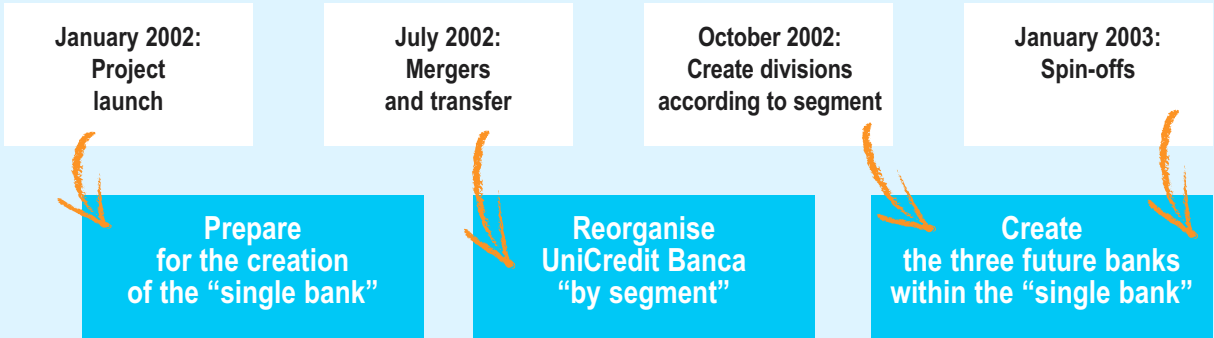 January 2002:
Project
launch
July 2002:
Mergers
and transfer
October 2002:
Create divisions
according to segment
January 2003:
Spin-offs
Prepare
for the creation
of the “single bank”
Reorganise
UniCredit Banca
“by segment”
Create
the three future banks
within the “single bank”